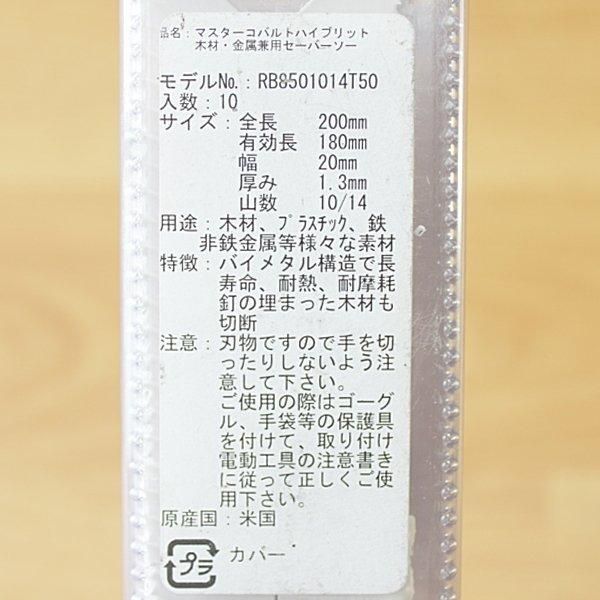 品名：マスターコバルトハイブリット
木材・金属兼用セーバーソー
モデルNo.：RB8501014T50
入数：10
サイズ：全長　200mm
有効長　180mm
幅　20mm
厚み　1.3mm
山数　10/14
用途：木材、プラスチック、鉄
非鉄金属等様々な素材
特徴：バイメタル構造で長
寿命、耐熱、耐摩耗
釘の埋まった木材も
切断
注意：刃物ですので手を切
ったりしないよう注
意して下さい。
ご使用の際はゴーグ
ル、手袋等の保護具
を付けて、取り付け
電動工具の注意書き
に従って正しくご使
用下さい。
原産国：米国
プラ　カバー